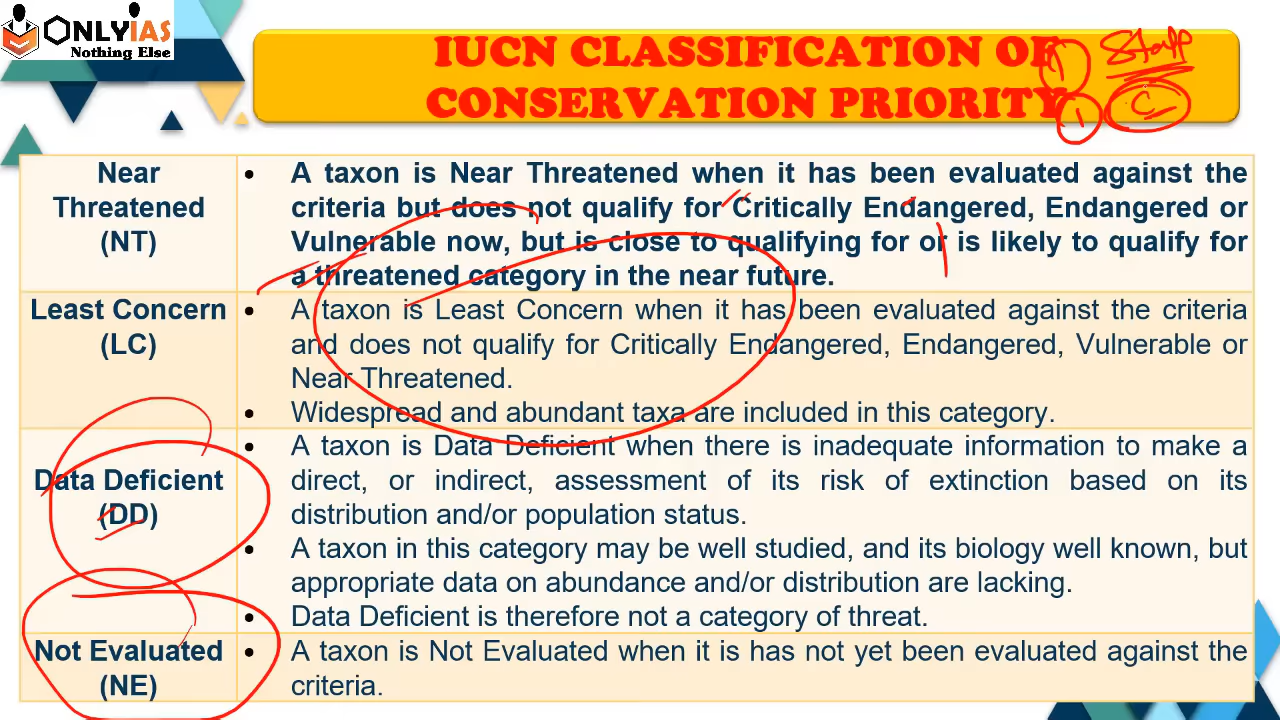 ONLYIAS
Nothing Else
IUCN CLASSIFICATION OF
CONSERVATION PRIORITY
1 Staff
1 C
Near
Threatened
(NT)
• A taxon is Near Threatened when it has been evaluated against the
criteria but does not qualify for Critically Endangered, Endangered or
Vulnerable now, but is close to qualifying for or is likely to qualify for
a threatened category in the near future.
Least Concern
(LC)
• A taxon is Least Concern when it has been evaluated against the criteria
and does not qualify for Critically Endangered, Endangered, Vulnerable or
Near Threatened.
• Widespread and abundant taxa are included in this category.
Data Deficient
(DD)
• A taxon is Data Deficient when there is inadequate information to make a
direct, or indirect, assessment of its risk of extinction based on its
distribution and/or population status.
• A taxon in this category may be well studied, and its biology well known, but
appropriate data on abundance and/or distribution are lacking.
• Data Deficient is therefore not a category of threat.
Not Evaluated
(NE)
• A taxon is Not Evaluated when it is has not yet been evaluated against the
criteria.